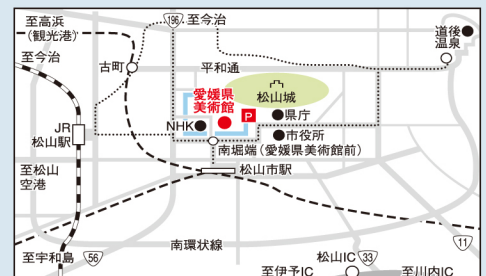 至高浜
(観光港)
196
至今治
道後
温泉
至今治
古町
平和通
松山城
愛媛県
美術館
P
県庁
NHK
市役所
JR
松山駅
南堀端(愛媛県美術館前)
至松山
空港
松山市駅
南環状線
11
至宇和島
56
松山IC
33
至伊予IC
至川内IC